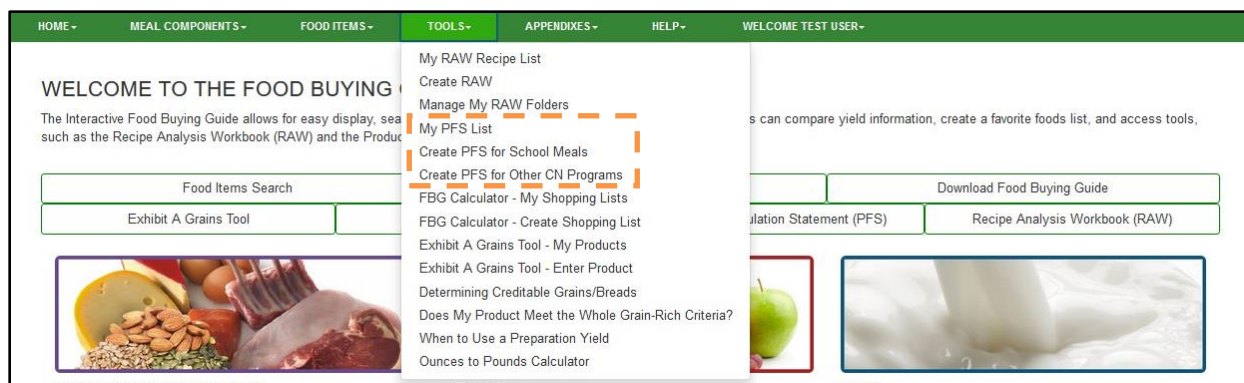 HOME MEAL COMPONENTS FOOD ITEMS TOOLS APPENDIXES HELP WELCOME TEST USER
WELCOME TO THE FOOD BUYING
The Interactive Food Buying Guide allows for easy display, sea
s can compare yield information, create a favorite foods list, and access tools,
such as the Recipe Analysis Workbook (RAW) and the Produc
My RAW Recipe List
Create RAW
Manage My RAW Folders
My PFS List
Create PFS for School Meals
Create PFS for Other CN Programs
FBG Calculator - My Shopping Lists
FBG Calculator - Create Shopping List
Exhibit A Grains Tool - My Products
Exhibit A Grains Tool - Enter Product
Determining Creditable Grains/Breads
Does My Product Meet the Whole Grain-Rich Criteria?
When to Use a Preparation Yield
Ounces to Pounds Calculator
Food Items Search
Download Food Buying Guide
Exhibit A Grains Tool
ulation Statement (PFS)
Recipe Analysis Workbook (RAW)